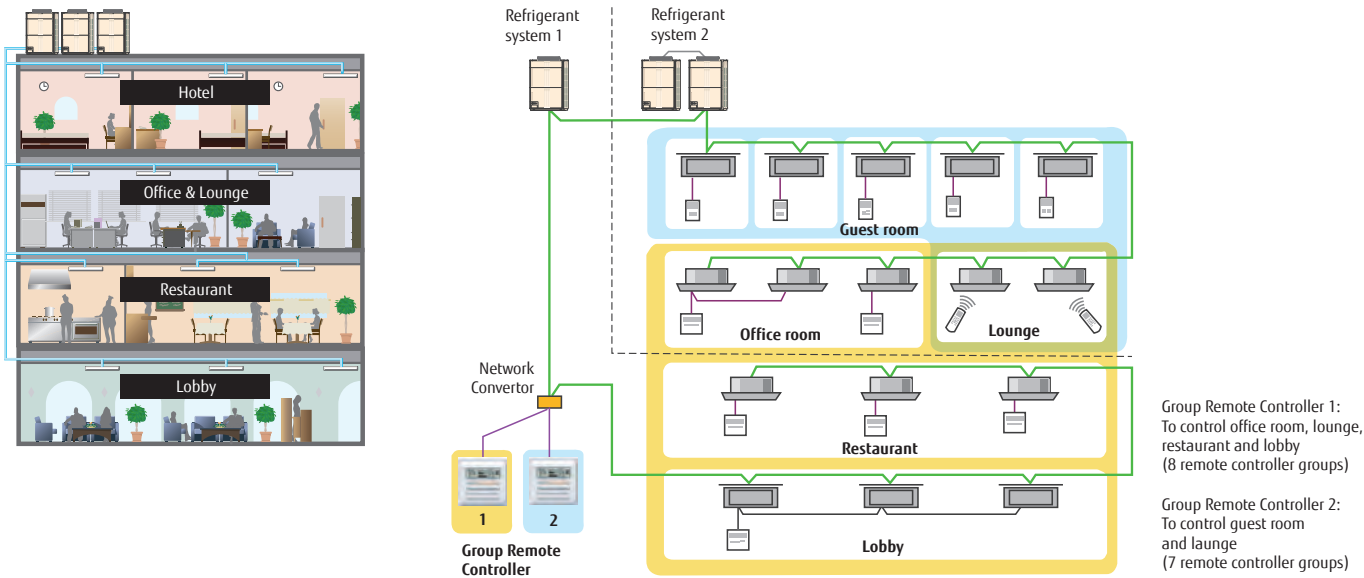 Hotel
Office & Lounge
Restaurant
Lobby
Refrigerant
system 1
Refrigerant
system 2
Guest room
Office room
Lounge
Network
Convertor
Restaurant
Lobby
1
2
Group Remote
Controller
Group Remote Controller 1:
To control office room, lounge,
restaurant and lobby
(8 remote controller groups)
Group Remote Controller 2:
To control guest room
and launge
(7 remote controller groups)